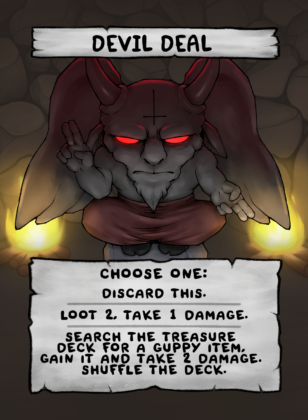 DEVIL DEAL
CHOOSE ONE:
DISCARD THIS.
LOOT 2, TAKE 1 DAMAGE.
SEARCH THE TREASURE
DECK FOR A GUPPY ITEM,
GAIN IT AND TAKE 2 DAMAGE.
SHUFFLE THE DECK.